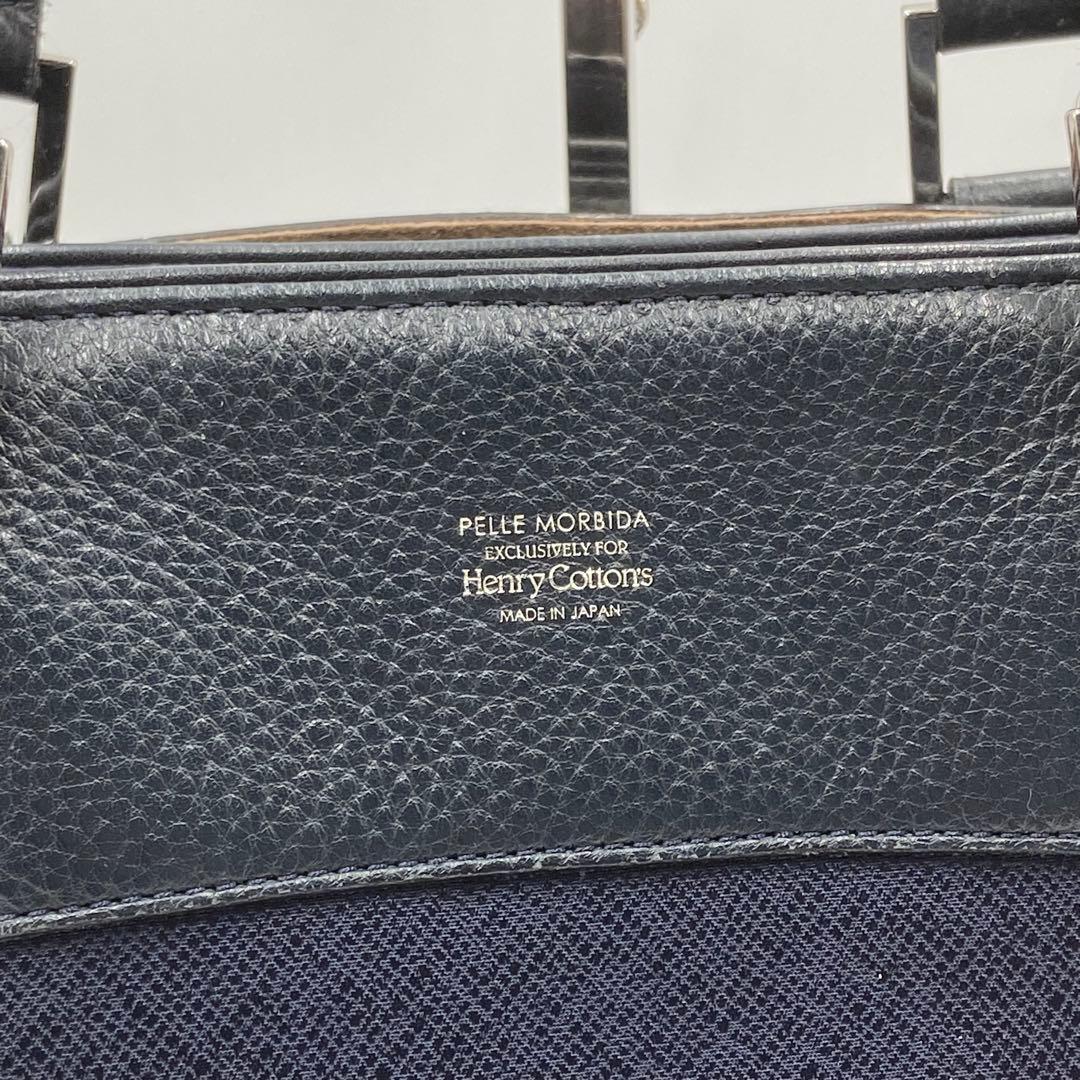 PELLE MORBIDA
EXCLUSIVELY FOR
Henry Cotton's
MADE IN JAPAN